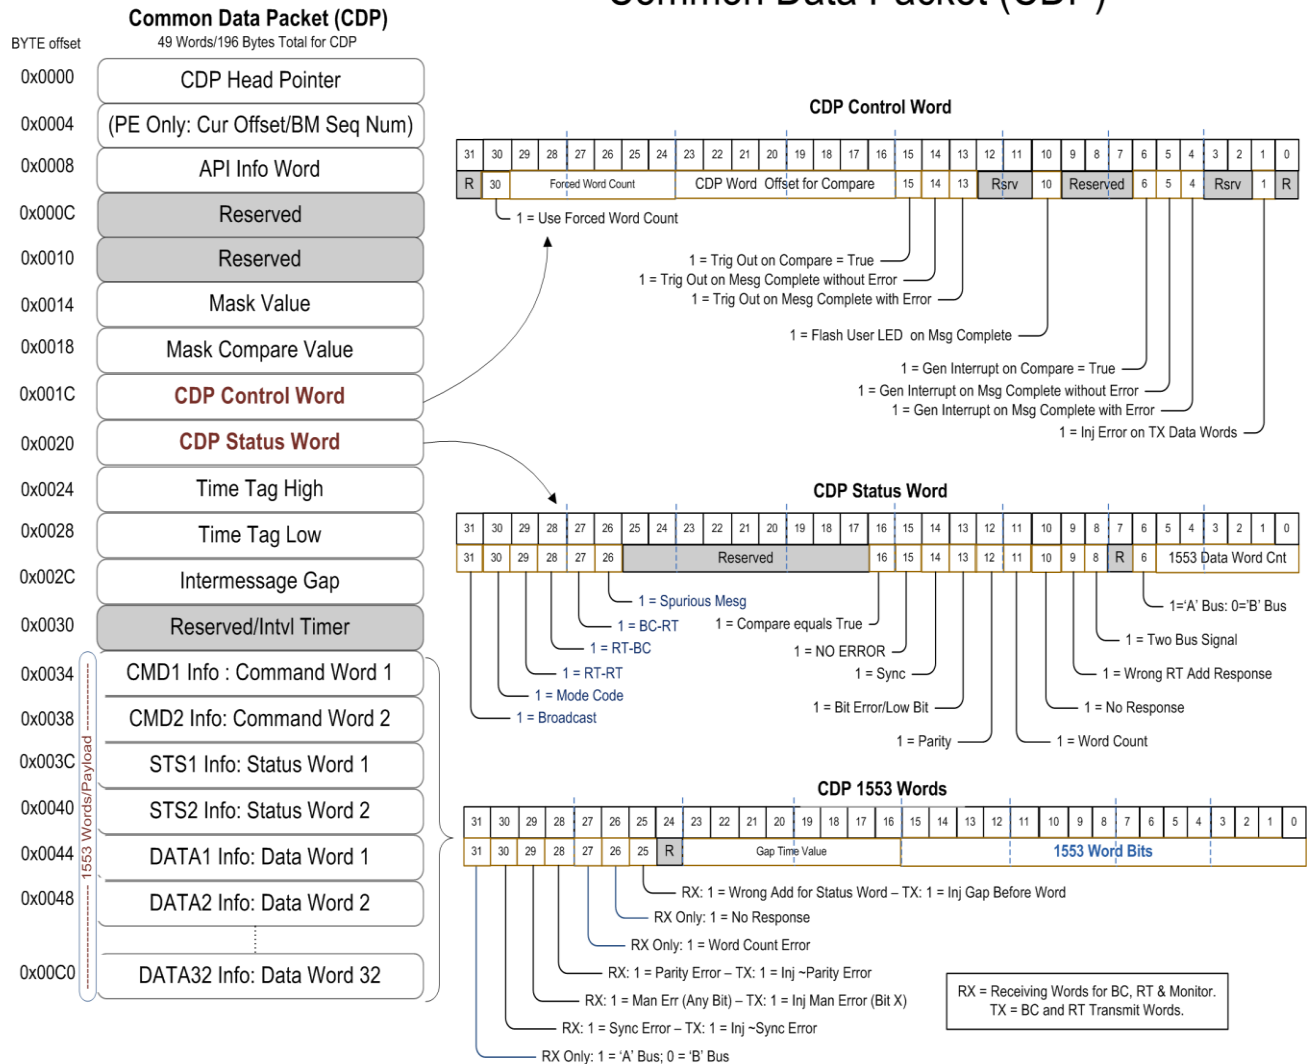 Common Data Packet (CDP)
Common Data Packet (CDP)
49 Words/196 Bytes Total for CDP
BYTE offset
0x0000 CDP Head Pointer
0x0004 (PE Only: Cur Offset/BM Seq Num)
0x0008 API Info Word
0x000C Reserved
0x0010 Reserved
0x0014 Mask Value
0x0018 Mask Compare Value
0x001C CDP Control Word
0x0020 CDP Status Word
0x0024 Time Tag High
0x0028 Time Tag Low
0x002C Intermessage Gap
0x0030 Reserved/Intvl Timer
0x0034 CMD1 Info : Command Word 1
0x0038 CMD2 Info: Command Word 2
0x003C STS1 Info: Status Word 1
0x0040 STS2 Info: Status Word 2
0x0044 DATA1 Info: Data Word 1
0x0048 DATA2 Info: Data Word 2
0x00C0 DATA32 Info: Data Word 32
1553 Words/Payload
CDP Control Word
31 30 29 28 27 26 25 24 23 22 21 20 19 18 17 16 15 14 13 12 11 10 9 8 7 6 5 4 3 2 1 0
R 30 Forced Word Count CDP Word Offset for Compare 15 14 13 Rsrv 10 Reserved 6 5 4 Rsrv 1 R
1 = Use Forced Word Count
1 = Trig Out on Compare = True
1 = Trig Out on Mesg Complete without Error
1 = Trig Out on Mesg Complete with Error
1 = Flash User LED on Msg Complete
1 = Gen Interrupt on Compare = True
1 = Gen Interrupt on Msg Complete without Error
1 = Gen Interrupt on Msg Complete with Error
1 = Inj Error on TX Data Words
CDP Status Word
31 30 29 28 27 26 25 24 23 22 21 20 19 18 17 16 15 14 13 12 11 10 9 8 7 6 5 4 3 2 1 0
31 30 29 28 27 26 Reserved 16 15 14 13 12 11 10 9 8 R 6 1553 Data Word Cnt
1 = Spurious Mesg
1 = BC-RT
1 = RT-BC
1 = RT-RT
1 = Mode Code
1 = Broadcast
1 = Compare equals True
1 = NO ERROR
1 = Sync
1 = Bit Error/Low Bit
1 = Parity
1='A' Bus: 0='B' Bus
1 = Two Bus Signal
1 = Wrong RT Add Response
1 = No Response
1 = Word Count
CDP 1553 Words
31 30 29 28 27 26 25 24 23 22 21 20 19 18 17 16 15 14 13 12 11 10 9 8 7 6 5 4 3 2 1 0
31 30 29 28 27 26 25 R Gap Time Value 1553 Word Bits
RX: 1 = Wrong Add for Status Word – TX: 1 = Inj Gap Before Word
RX Only: 1 = No Response
RX Only: 1 = Word Count Error
RX: 1 = Parity Error – TX: 1 = Inj ~Parity Error
RX: 1 = Man Err (Any Bit) – TX: 1 = Inj Man Error (Bit X)
RX: 1 = Sync Error – TX: 1 = Inj ~Sync Error
RX Only: 1 = 'A' Bus; 0 = 'B' Bus
RX = Receiving Words for BC, RT & Monitor.
TX = BC and RT Transmit Words.